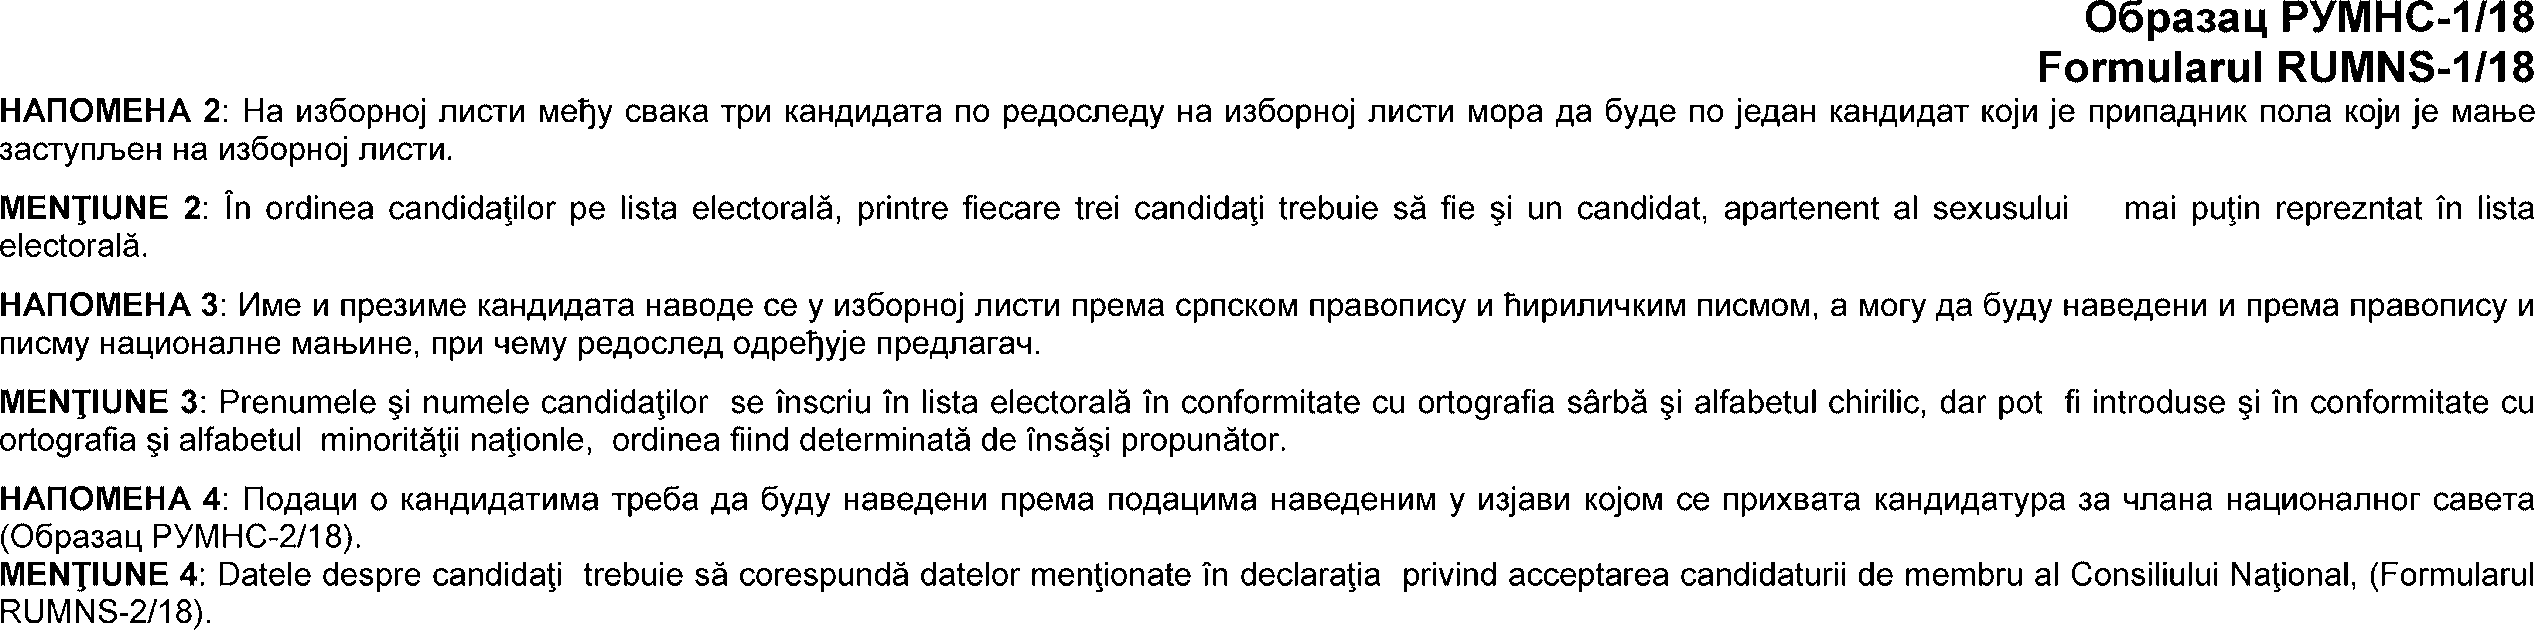 Образац РУМНС-1/18
Formularul RUMNS-1/18
НАПОМЕНА 2: На изборној листи међу свака три кандидата по редоследу на изборној листи мора да буде по један кандидат који је припадник пола који је мање
заступљен на изборној листи.
MENŢIUNE 2: În ordinea candidaţilor pe lista electorală, printre fiecare trei candidaţi trebuie să fie şi un candidat, apartenent al sexusului mai puţin reprezntat în lista
electorală.
НАПОМЕНА 3: Име и презиме кандидата наводе се у изборној листи према српском правопису и ћириличким писмом, а могу да буду наведени и према правопису и
писму националне мањине, при чему редослед одређује предлагач.
MENŢIUNE 3: Prenumele şi numele candidaţilor se înscriu în lista electorală în conformitate cu ortografia sârbă şi alfabetul chirilic, dar pot fi introduse şi în conformitate cu
ortografia şi alfabetul minorităţii naţionle, ordinea fiind determinată de însăşi propunător.
НАПОМЕНА 4: Подаци о кандидатима треба да буду наведени према подацима наведеним у изјави којом се прихвата кандидатура за члана националног савета
(Образац РУМНС-2/18).
MENŢIUNE 4: Datele despre candidaţi trebuie să corespundă datelor menţionate în declaraţia privind acceptarea candidaturii de membru al Consiliului Naţional, (Formularul
RUMNS-2/18).